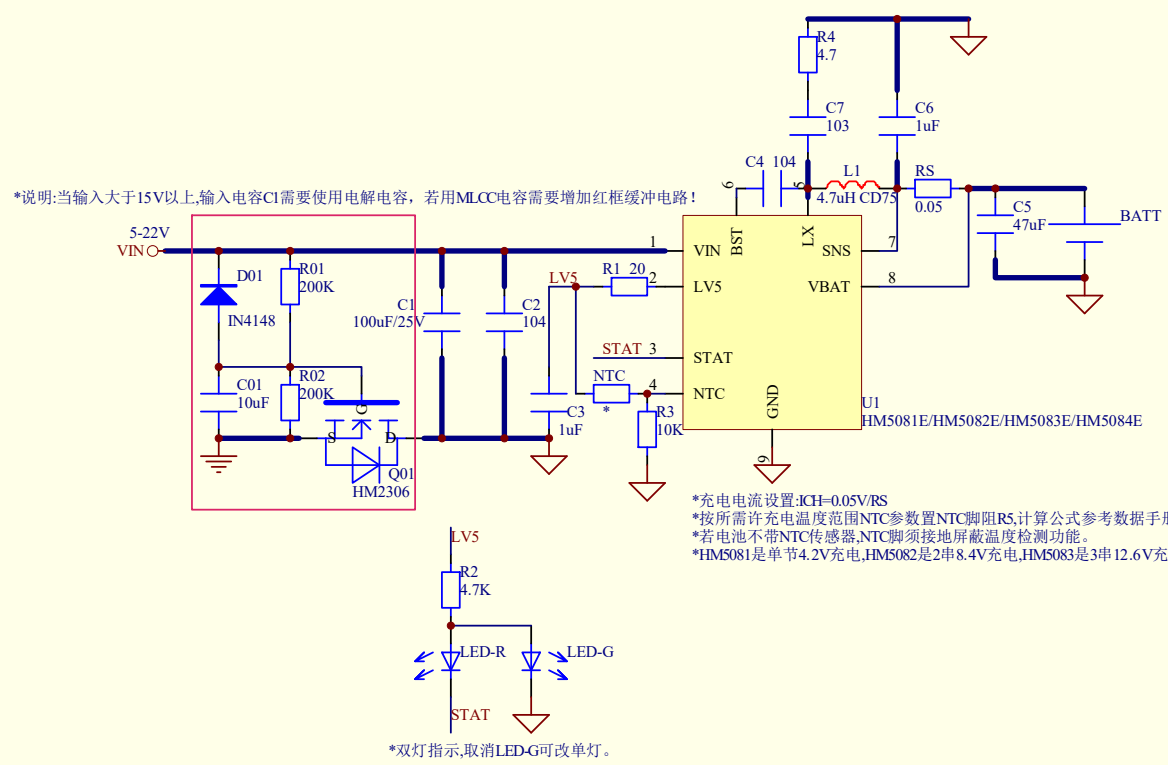 R4
4.7
C7
103
C6
1uF
C4 104
L1
4.7uH CD75
RS
0.05
C5
47uF
BATT
*说明:当输入大于15V以上,输入电容C1需要使用电解电容，若用MLCC电容需要增加红框缓冲电路！
5-22V
VIN
D01
IN4148
R01
200K
C01
10uF
R02
200K
G
S
D
Q01
HM2306
C1
100uF/25V
C2
104
LV5
R1 20
STAT
NTC
*
R3
10K
C3
1uF
6
5
1
2
3
4
7
8
9
BST
LX
VIN
LV5
STAT
NTC
SNS
VBAT
GND
U1
HM5081E/HM5082E/HM5083E/HM5084E
*充电电流设置:ICH=0.05V/RS
*按所需许充电温度范围NTC参数置NTC脚阻R5,计算公式参考数据手册
*若电池不带NTC传感器,NTC脚须接地屏蔽温度检测功能。
*HM5081是单节4.2V充电,HM5082是2串8.4V充电,HM5083是3串12.6V充
LV5
R2
4.7K
LED-R
LED-G
STAT
*双灯指示,取消LED-G可改单灯。